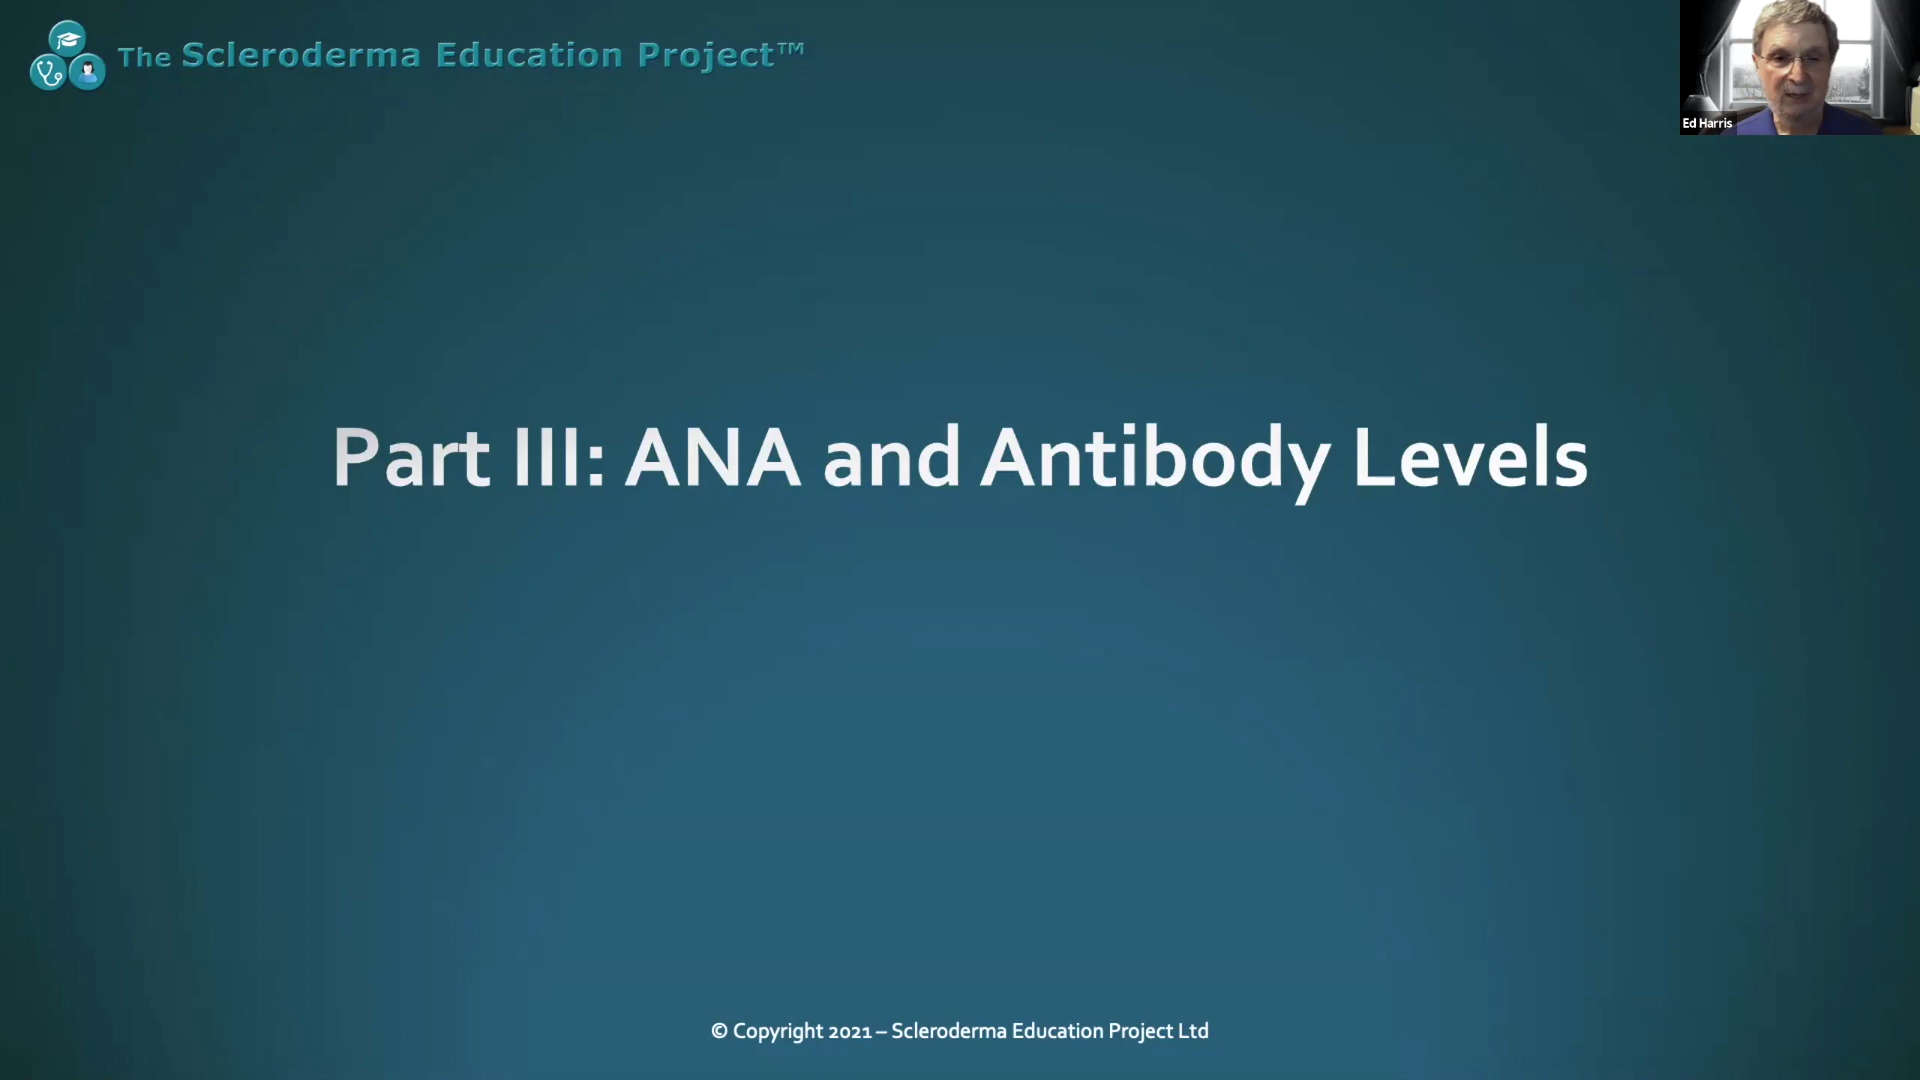 The Scleroderma Education Project™
Ed Harris
Part III: ANA and Antibody Levels
© Copyright 2021 – Scleroderma Education Project Ltd